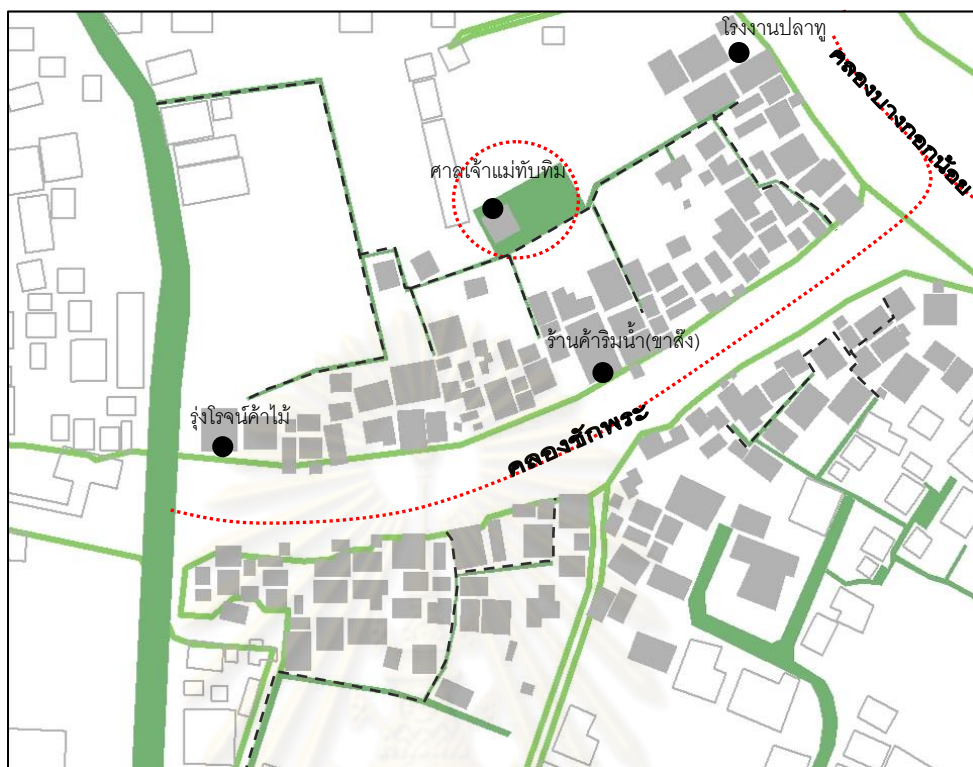 โรงงานปลาทู
คลองบางกอกน้อย
ศาลเจ้าแม่ทับทิม
ร้านค้าริมน้ำ(ขาสั๊ง)
รุ่งโรจน์ค้าไม้
คลองชักพระ